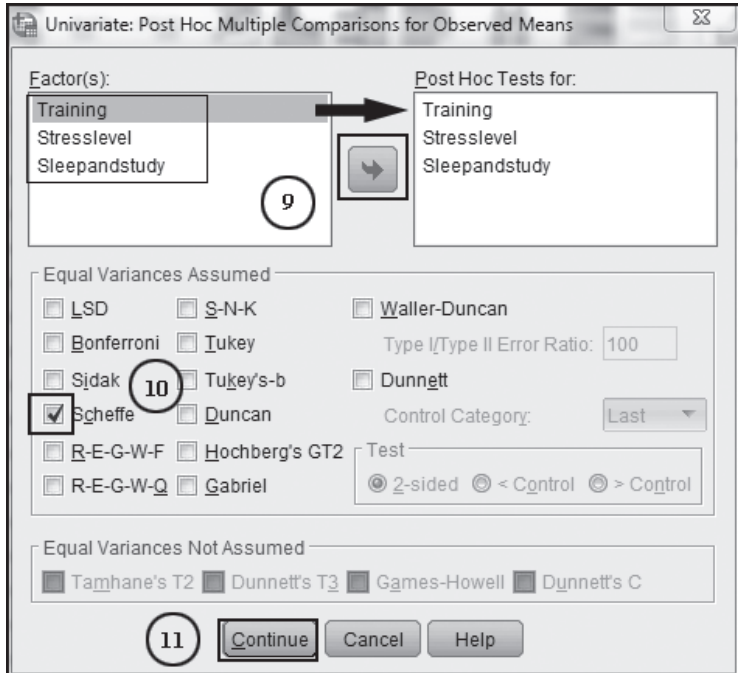 Univariate: Post Hoc Multiple Comparisons for Observed Means
Factor(s):
Training
Stresslevel
Sleepandstudy
9
Post Hoc Tests for:
Training
Stresslevel
Sleepandstudy
Equal Variances Assumed
LSD S-N-K Waller-Duncan
Bonferroni Tukey Type I/Type II Error Ratio: 100
Sidak 10 Tukey's-b Dunnett
Scheffe Duncan Control Category: Last
R-E-G-W-F Hochberg's GT2 Test
R-E-G-W-Q Gabriel 2-sided < Control > Control
Equal Variances Not Assumed
Tamhane's T2 Dunnett's T3 Games-Howell Dunnett's C
11 Continue Cancel Help